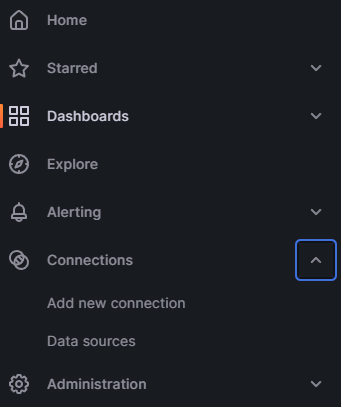 Home
Starred
Dashboards
Explore
Alerting
Connections
Add new connection
Data sources
Administration